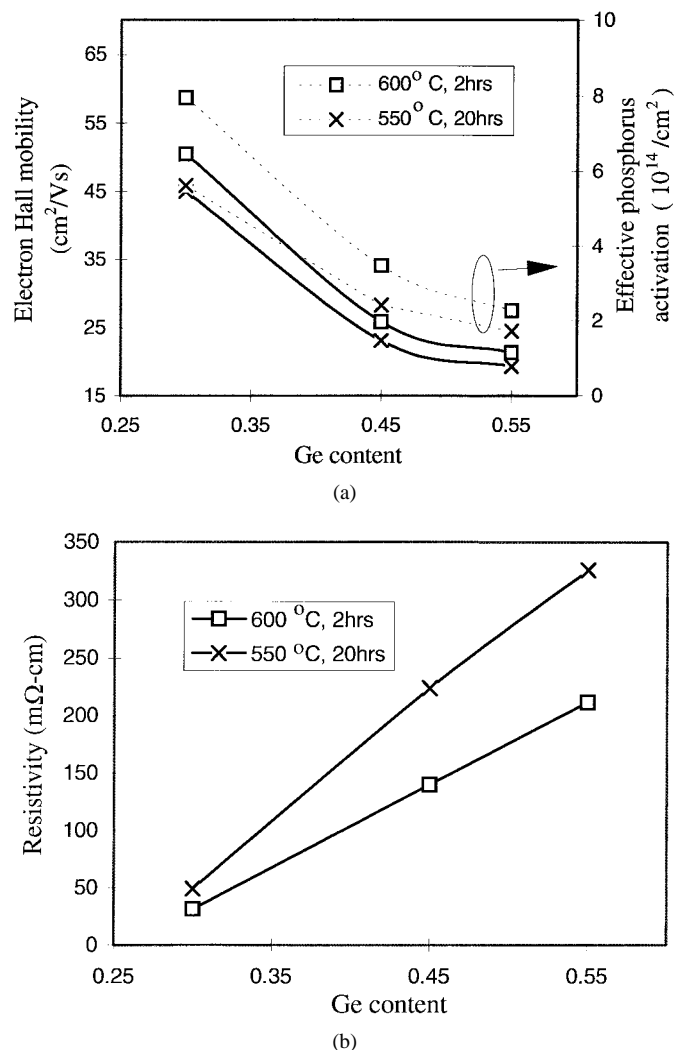 Electron Hall mobility
(cm²/Vs)
65
55
45
35
25
15
600° C, 2hrs
550° C, 20hrs
10
8
6
4
2
0
Effective phosphorus
activation ( 10¹⁴ /cm²)
0.25
0.35
0.45
0.55
Ge content
(a)
Resistivity (mΩ-cm)
350
300
250
200
150
100
50
0
600 °C, 2hrs
550 °C, 20hrs
0.25
0.35
0.45
0.55
Ge content
(b)